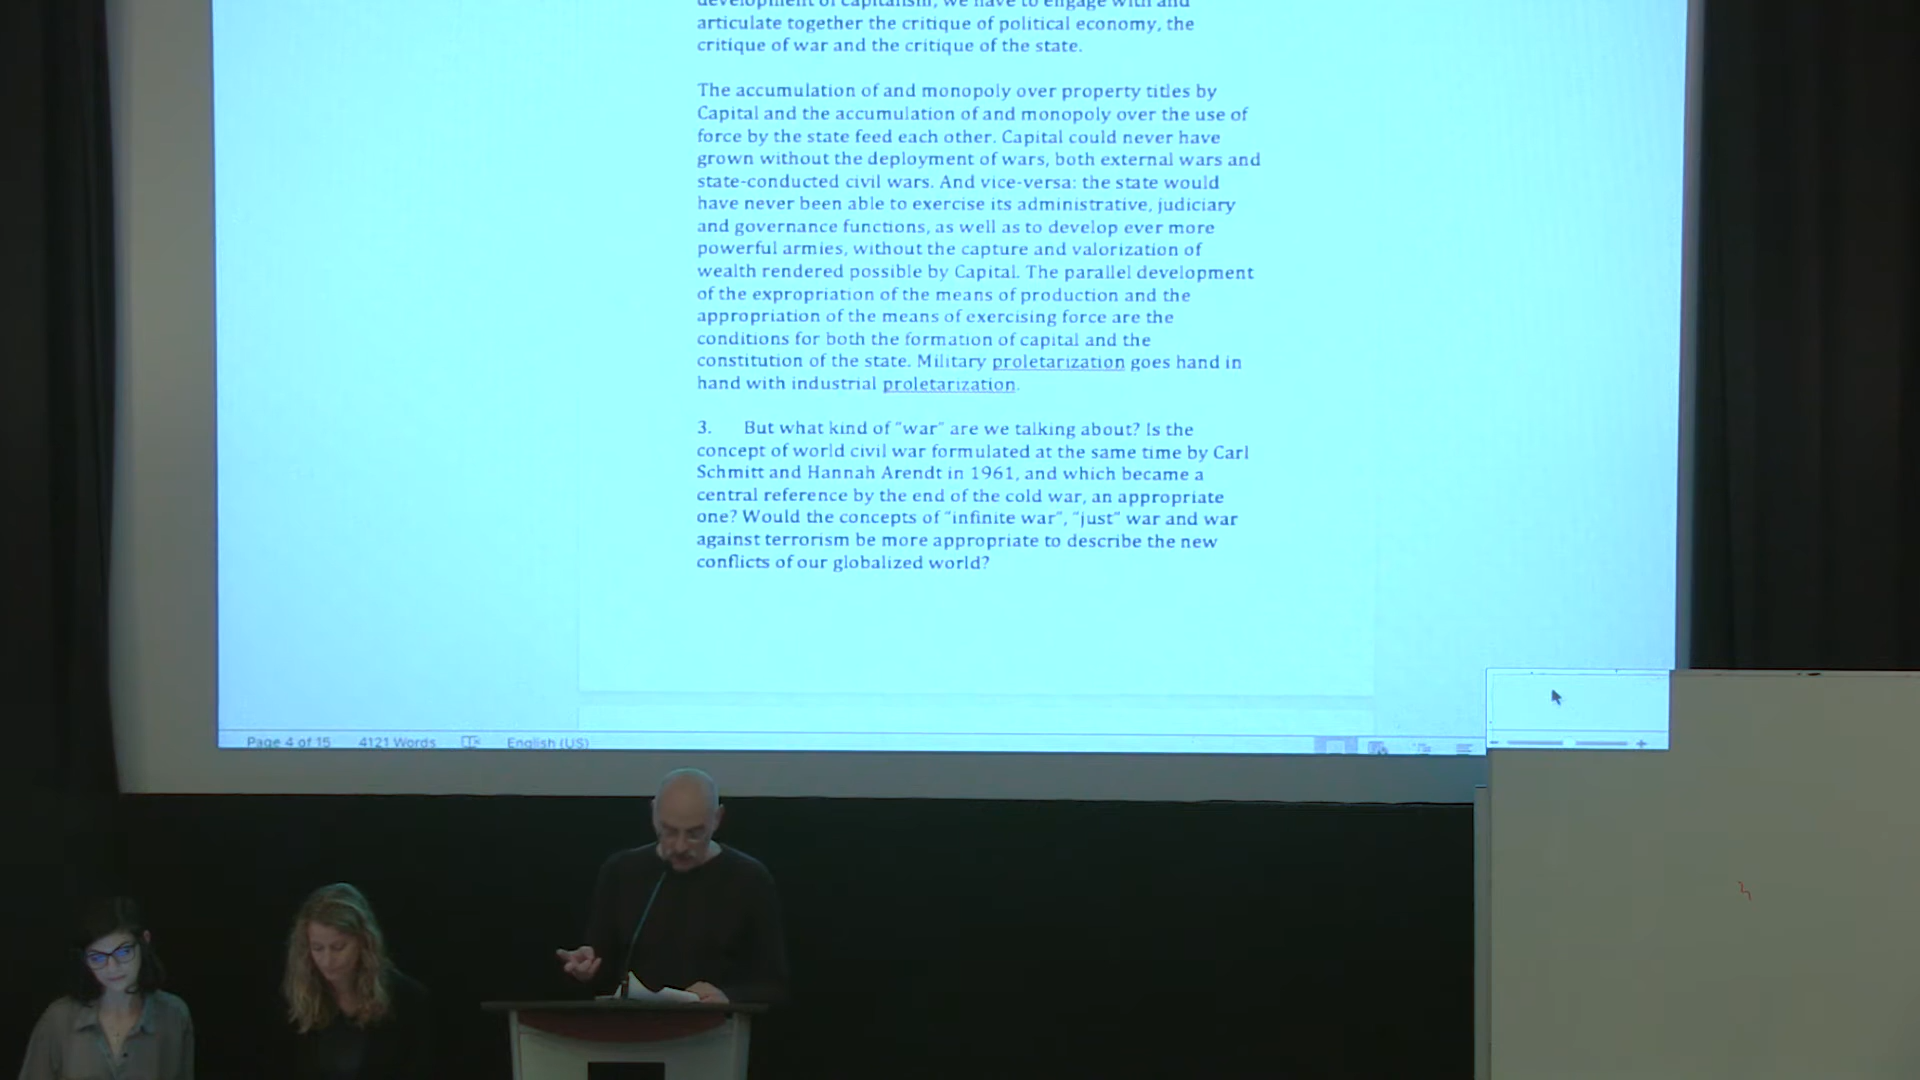 development of capitalism, we have to engage with and
articulate together the critique of political economy, the
critique of war and the critique of the state.
The accumulation of and monopoly over property titles by
Capital and the accumulation of and monopoly over the use of
force by the state feed each other. Capital could never have
grown without the deployment of wars, both external wars and
state-conducted civil wars. And vice-versa: the state would
have never been able to exercise its administrative, judiciary
and governance functions, as well as to develop ever more
powerful armies, without the capture and valorization of
wealth rendered possible by Capital. The parallel development
of the expropriation of the means of production and the
appropriation of the means of exercising force are the
conditions for both the formation of capital and the
constitution of the state. Military proletarization goes hand in
hand with industrial proletarization.
3. But what kind of "war" are we talking about? Is the
concept of world civil war formulated at the same time by Carl
Schmitt and Hannah Arendt in 1961, and which became a
central reference by the end of the cold war, an appropriate
one? Would the concepts of "infinite war", "just" war and war
against terrorism be more appropriate to describe the new
conflicts of our globalized world?
Page 4 of 15 4121 Words English (US)